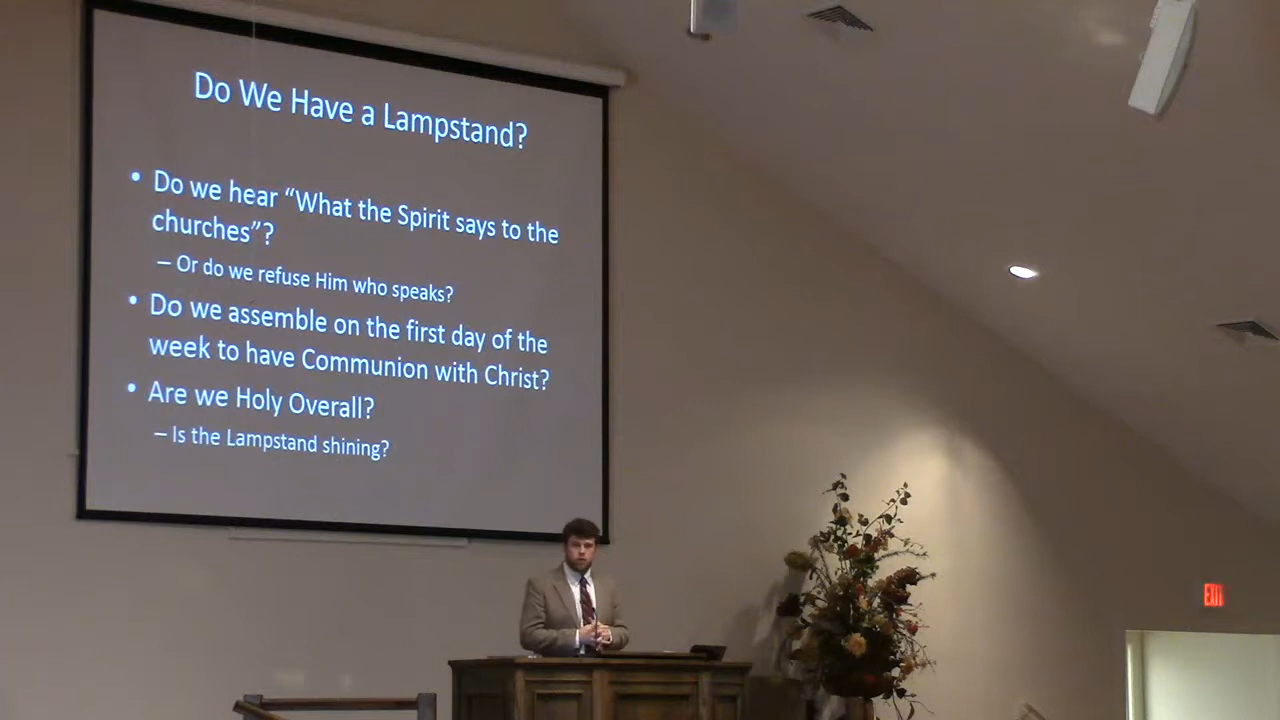 Do We Have a Lampstand?
• Do we hear “What the Spirit says to the
churches”?
– Or do we refuse Him who speaks?
• Do we assemble on the first day of the
week to have Communion with Christ?
• Are we Holy Overall?
– Is the Lampstand shining?
EXIT